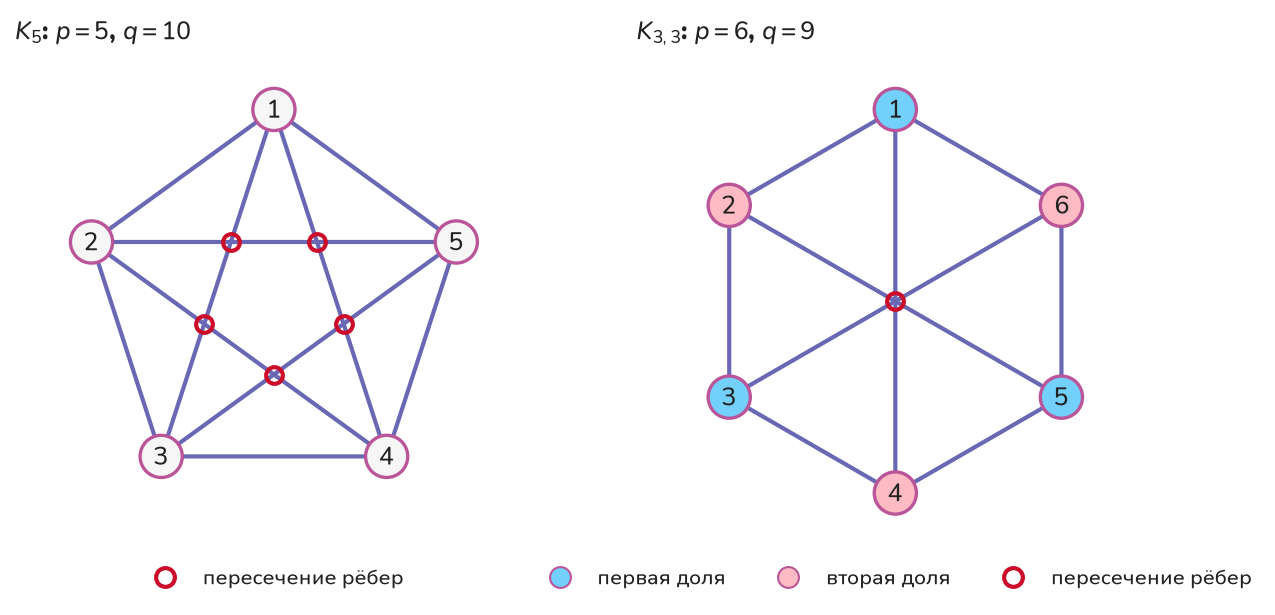 K5: p = 5, q = 10
K3, 3: p = 6, q = 9
1
2
5
3
4
1
2
6
3
5
4
пересечение рёбер
первая доля
вторая доля
пересечение рёбер